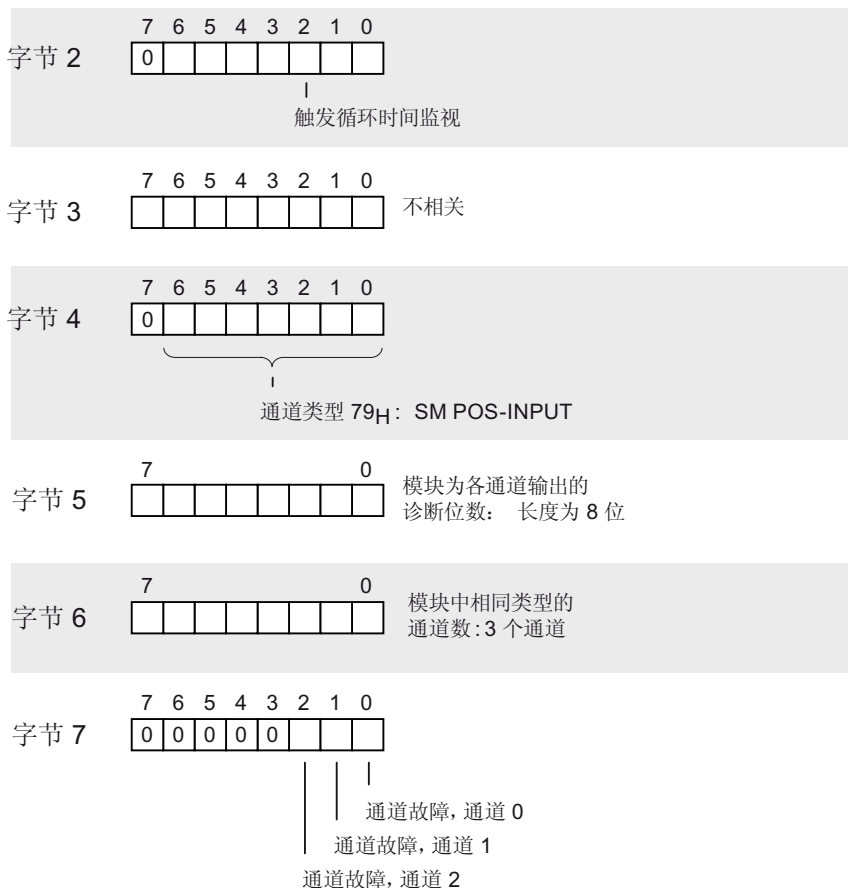 7 6 5 4 3 2 1 0
字节 2
0
触发循环时间监视
7 6 5 4 3 2 1 0
字节 3
不相关
7 6 5 4 3 2 1 0
字节 4
0
通道类型 79H： SM POS-INPUT
7 0
字节 5
模块为各通道输出的
诊断位数： 长度为 8 位
7 0
字节 6
模块中相同类型的
通道数：3 个通道
7 6 5 4 3 2 1 0
字节 7
0 0 0 0 0
通道故障，通道 0
通道故障，通道 1
通道故障，通道 2